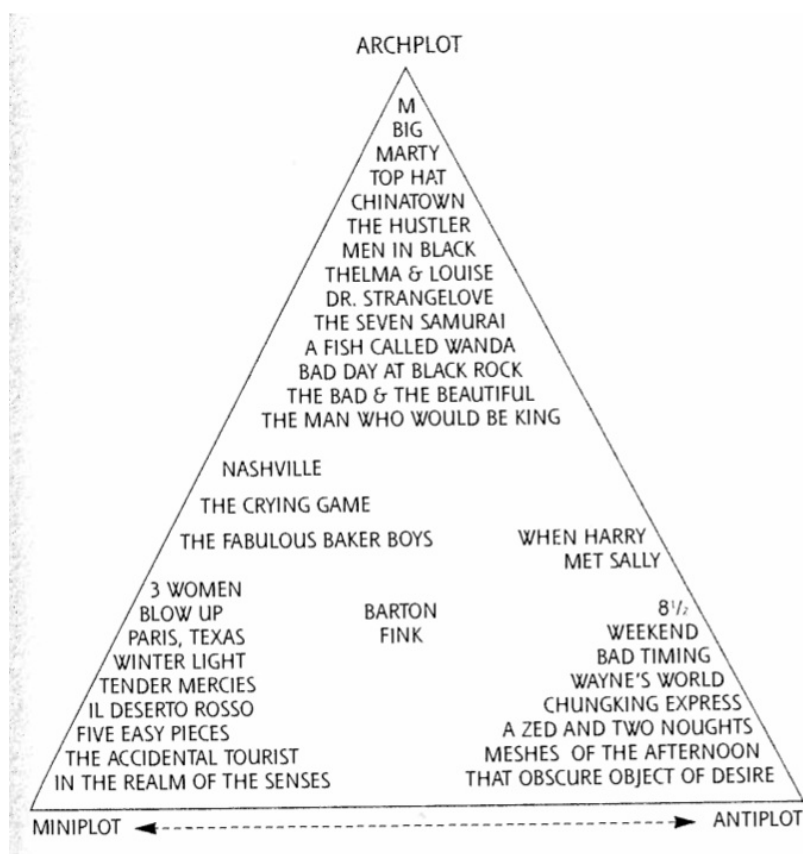 ARCHPLOT
M
BIG
MARTY
TOP HAT
CHINATOWN
THE HUSTLER
MEN IN BLACK
THELMA & LOUISE
DR. STRANGELOVE
THE SEVEN SAMURAI
A FISH CALLED WANDA
BAD DAY AT BLACK ROCK
THE BAD & THE BEAUTIFUL
THE MAN WHO WOULD BE KING
NASHVILLE
THE CRYING GAME
THE FABULOUS BAKER BOYS
WHEN HARRY
MET SALLY
3 WOMEN
BLOW UP
PARIS, TEXAS
WINTER LIGHT
TENDER MERCIES
IL DESERTO ROSSO
FIVE EASY PIECES
THE ACCIDENTAL TOURIST
IN THE REALM OF THE SENSES
BARTON
FINK
8½
WEEKEND
BAD TIMING
WAYNE'S WORLD
CHUNGKING EXPRESS
A ZED AND TWO NOUGHTS
MESHES OF THE AFTERNOON
THAT OBSCURE OBJECT OF DESIRE
MINIPLOT
ANTIPLOT